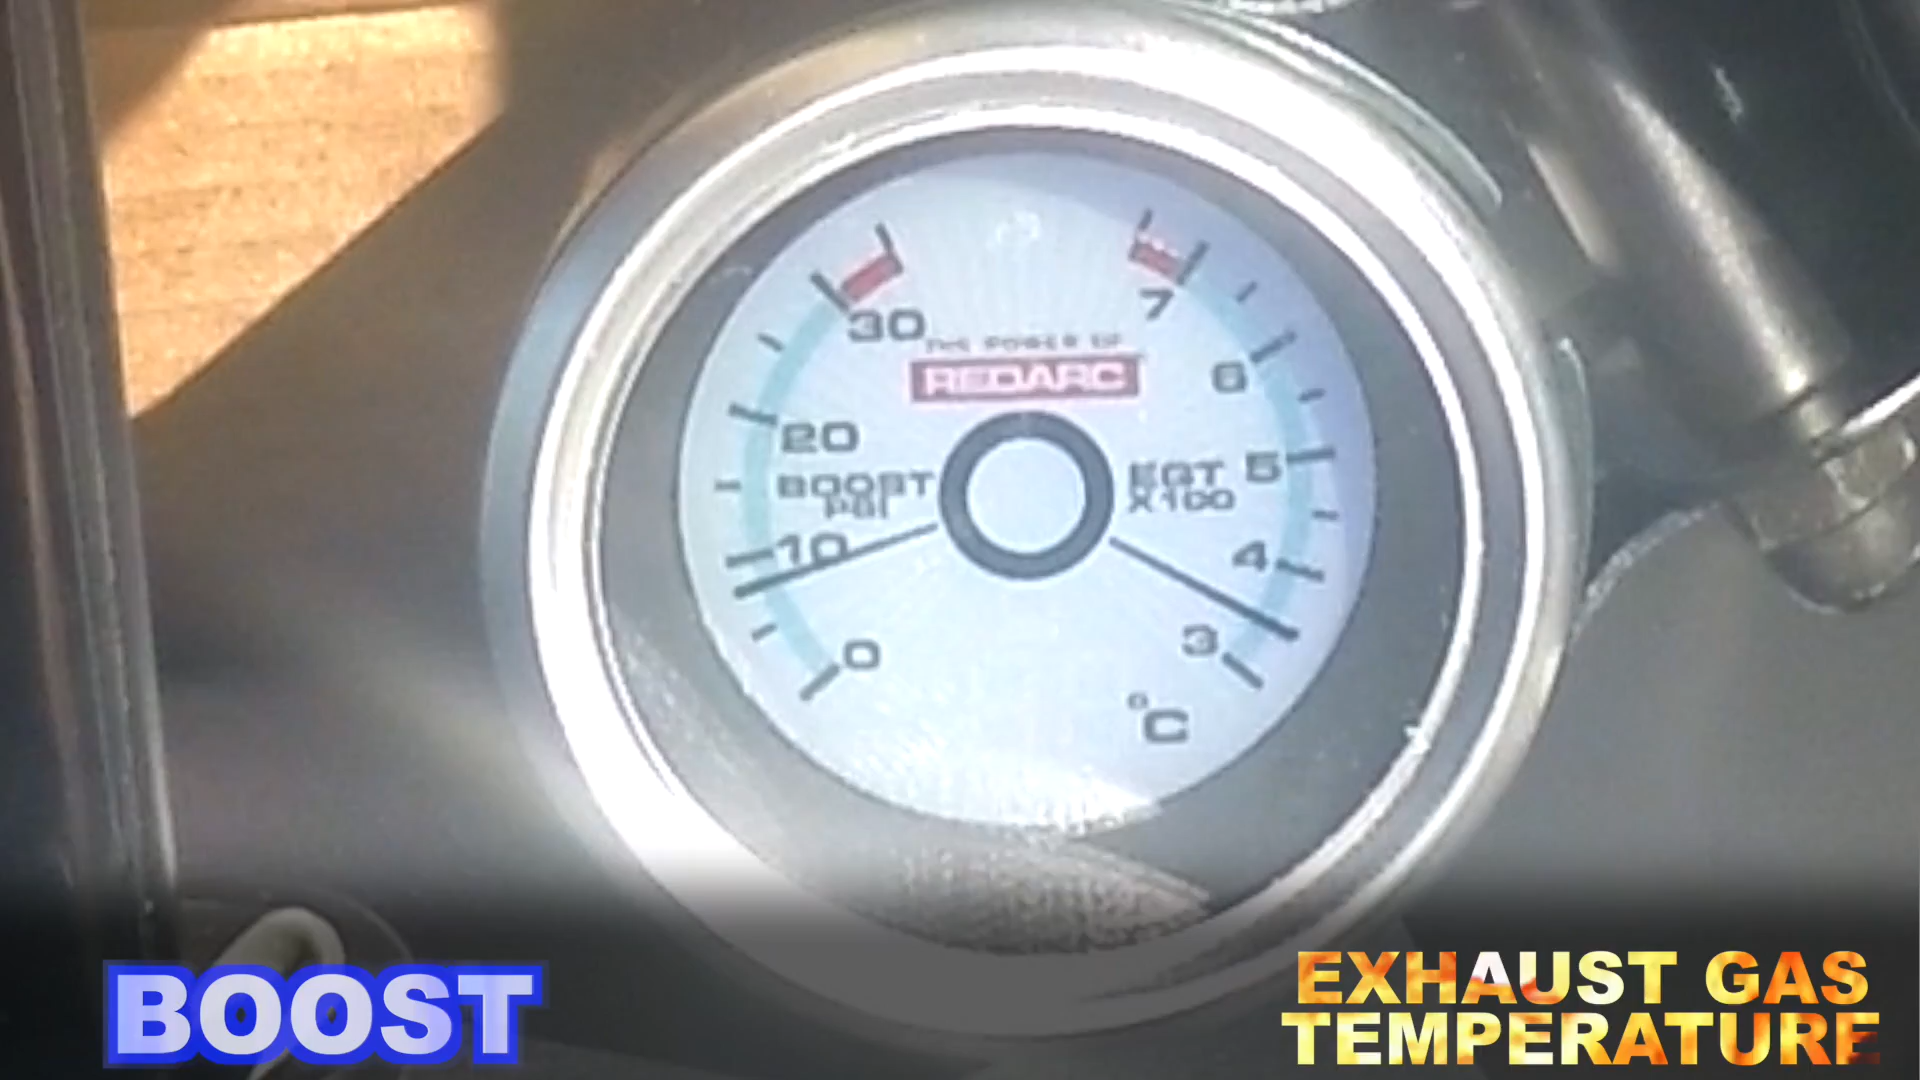 30
7
THE POWER OF
REDARC
6
20
BOOST
PSI
EGT
X100
5
10
4
0
3
°C
BOOST
EXHAUST GAS
TEMPERATURE